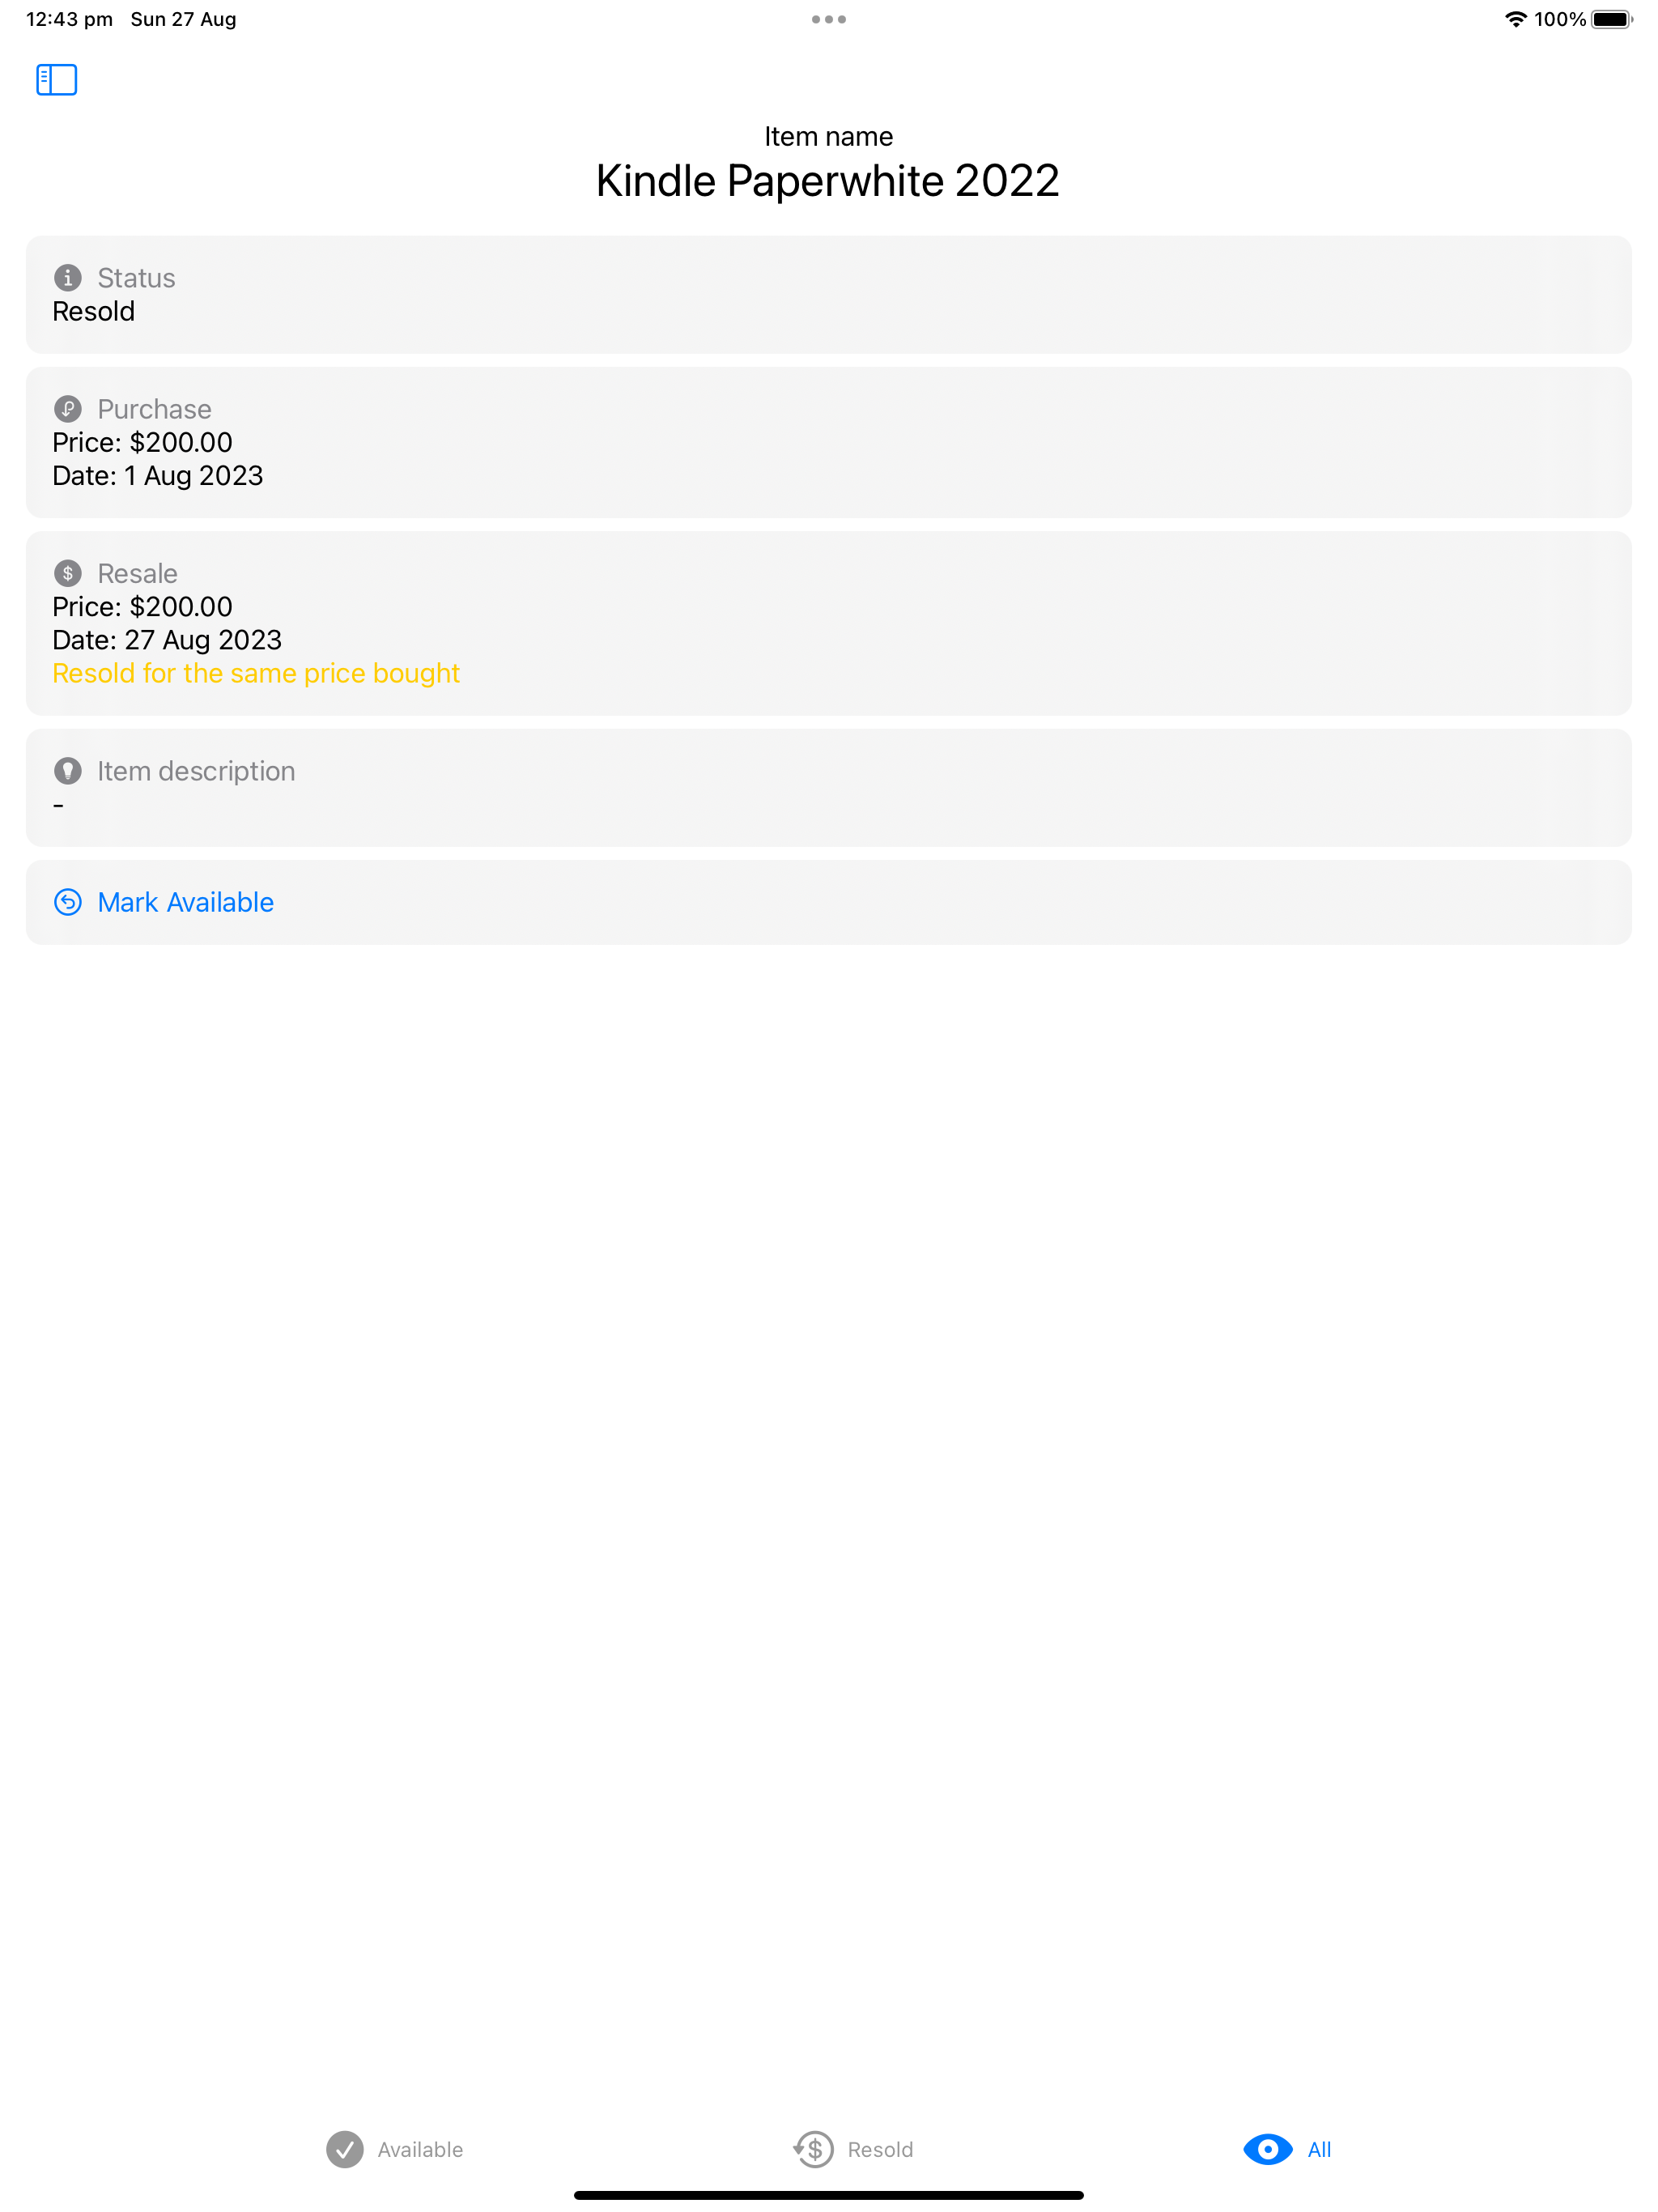 12:43 pm Sun 27 Aug
100%
Item name
Kindle Paperwhite 2022
Status
Resold
Purchase
Price: $200.00
Date: 1 Aug 2023
Resale
Price: $200.00
Date: 27 Aug 2023
Resold for the same price bought
Item description
-
Mark Available
Available
Resold
All